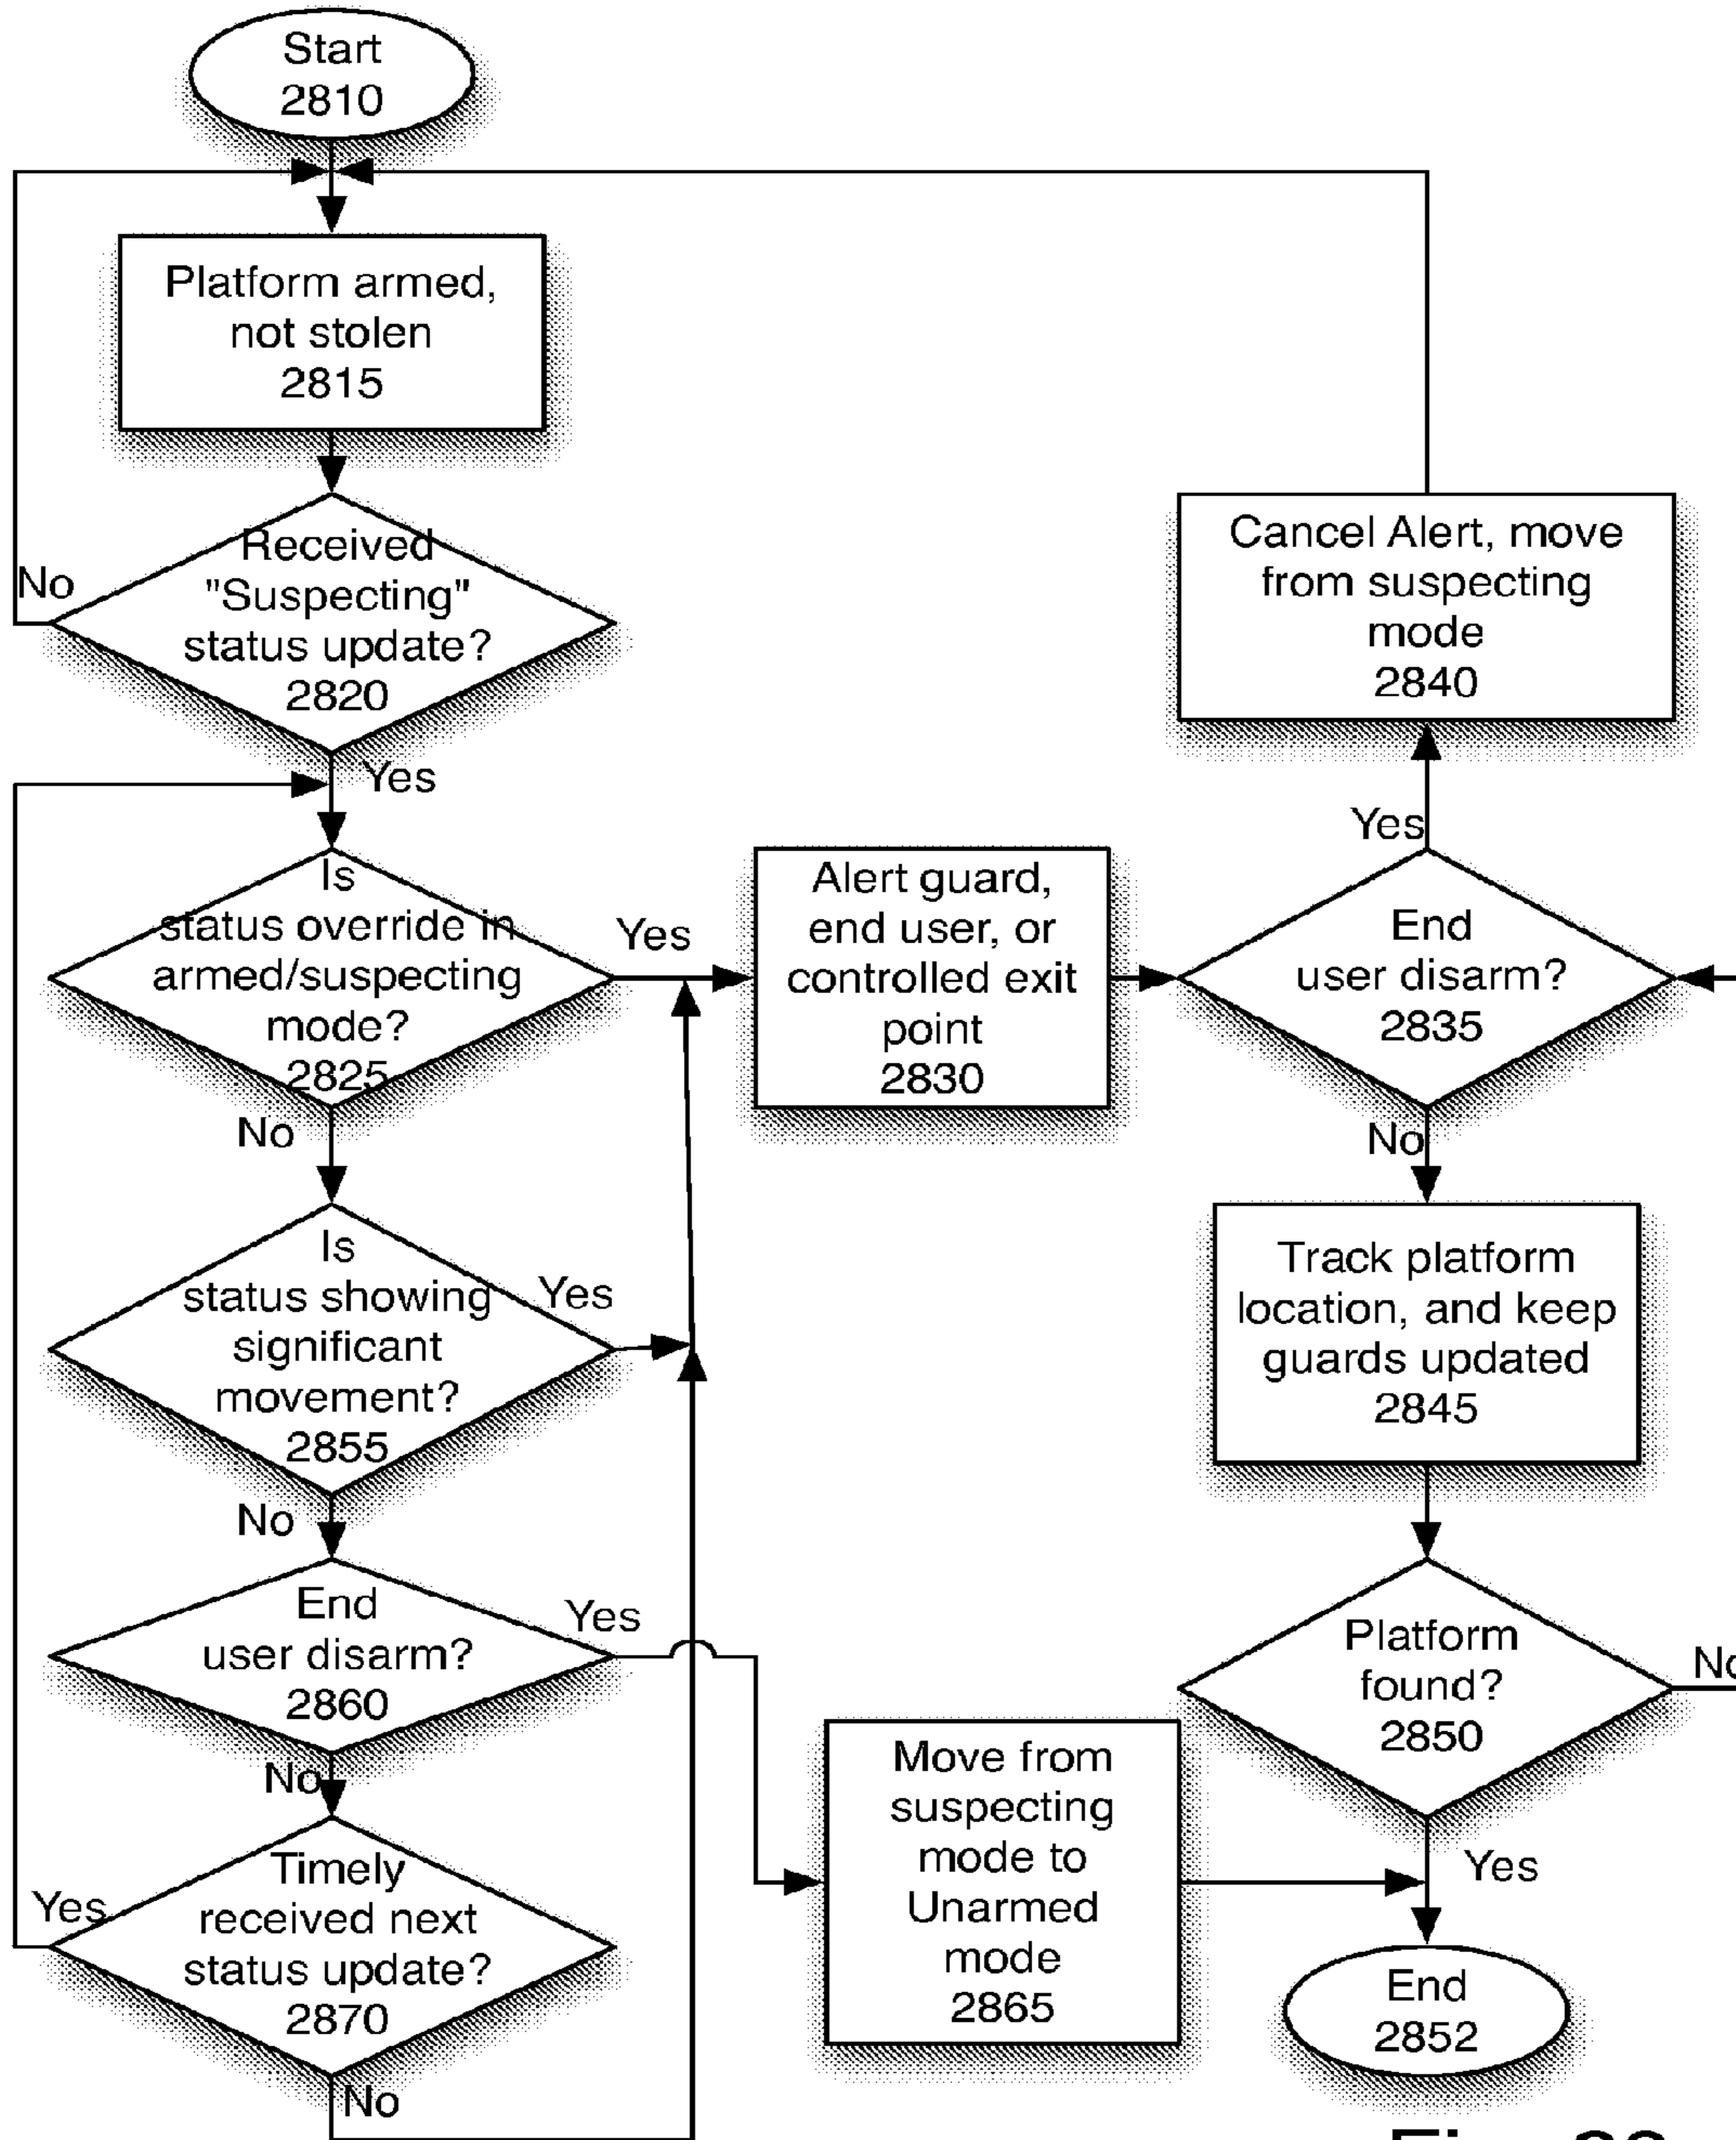 Start
2810
Platform armed,
not stolen
2815
Received
"Suspecting"
status update?
2820
No
Yes
Is
status override in
armed/suspecting
mode?
2825
Yes
No
Alert guard,
end user, or
controlled exit
point
2830
End
user disarm?
2835
Yes
No
Cancel Alert, move
from suspecting
mode
2840
Track platform
location, and keep
guards updated
2845
Platform
found?
2850
No
Yes
End
2852
Is
status showing
significant
movement?
2855
Yes
No
End
user disarm?
2860
Yes
No
Move from
suspecting
mode to
Unarmed
mode
2865
Timely
received next
status update?
2870
Yes
No